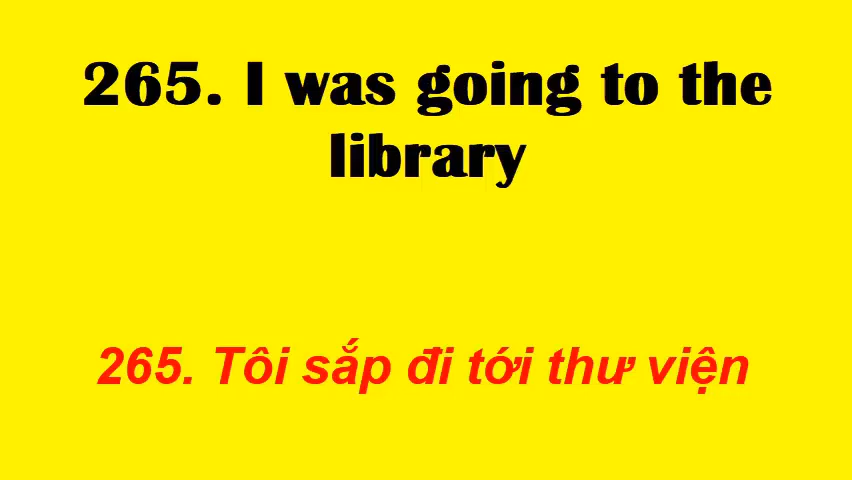 265. I was going to the
library
265. Tôi sắp đi tới thư viện